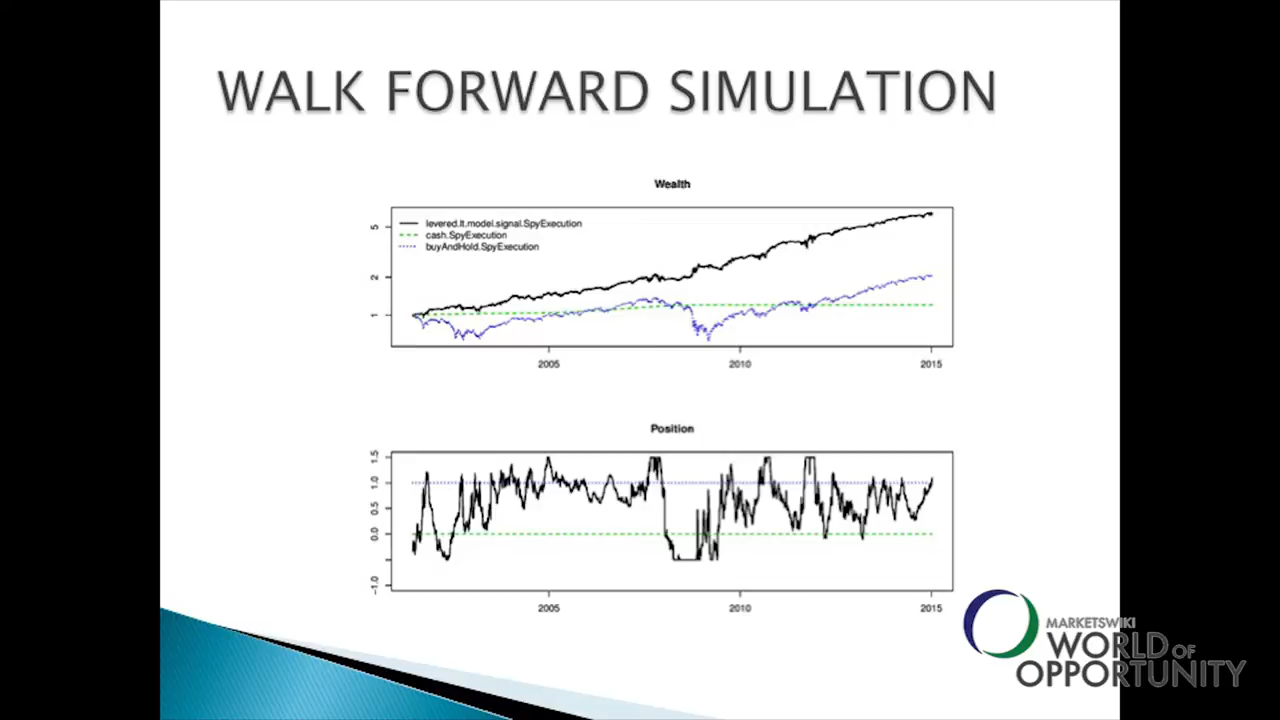 WALK FORWARD SIMULATION
Wealth
levered.lt.model.signal.SpyExecution
cash.SpyExecution
buyAndHold.SpyExecution
5
2
1
2005 2010 2015
Position
1.5
1.0
0.5
0.0
-1.0
2005 2010 2015
MARKETSWIKI
WORLD OF
OPPORTUNITY